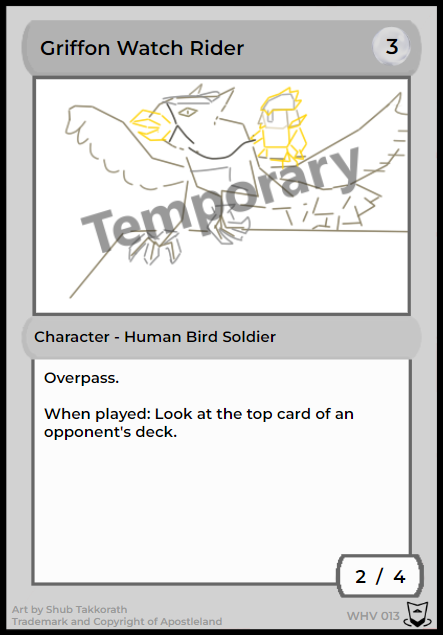 Griffon Watch Rider
3
Temporary
Character - Human Bird Soldier
Overpass.
When played: Look at the top card of an
opponent's deck.
2 / 4
Art by Shub Takkorath
Trademark and Copyright of Apostleland
WHV 013